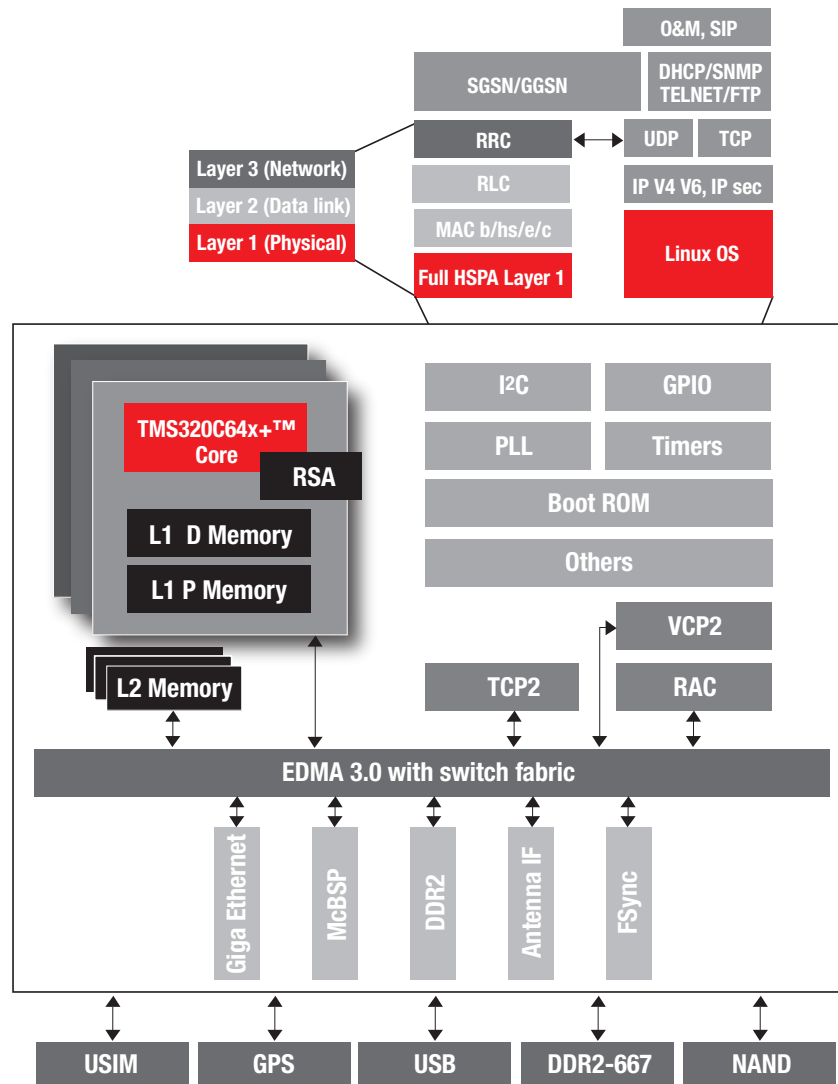 O&M, SIP
SGSN/GGSN
DHCP/SNMP
TELNET/FTP
RRC
UDP
TCP
Layer 3 (Network)
Layer 2 (Data link)
Layer 1 (Physical)
RLC
IP V4 V6, IP sec
MAC b/hs/e/c
Full HSPA Layer 1
Linux OS
TMS320C64x+™
Core
RSA
L1 D Memory
L1 P Memory
L2 Memory
I²C
GPIO
PLL
Timers
Boot ROM
Others
VCP2
TCP2
RAC
EDMA 3.0 with switch fabric
Giga Ethernet
McBSP
DDR2
Antenna IF
FSync
USIM
GPS
USB
DDR2-667
NAND